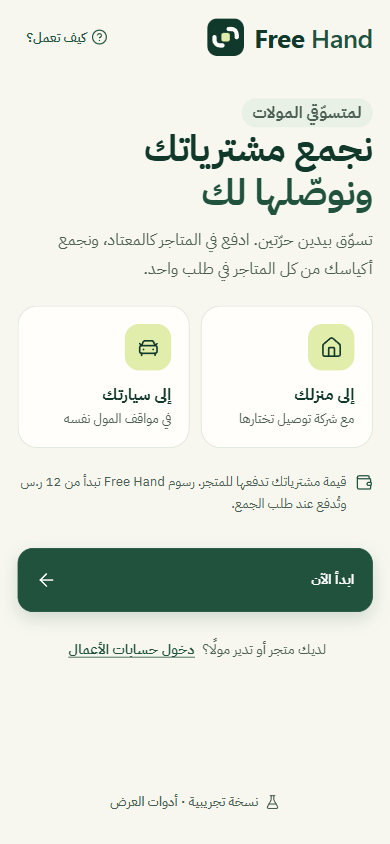 Free Hand
كيف تعمل؟
لمتسوّقي المولات
نجمع مشترياتك
ونوصّلها لك
تسوّق بيدين حرّتين. ادفع في المتاجر كالمعتاد، ونجمع
أكياسك من كل المتاجر في طلب واحد.
إلى منزلك
مع شركة توصيل تختارها
إلى سيارتك
في مواقف المول نفسه
قيمة مشترياتك تدفعها للمتجر. رسوم Free Hand تبدأ من 12 ر.س
وتُدفع عند طلب الجمع.
ابدأ الآن
لديك متجر أو تدير مولًا؟ دخول حسابات الأعمال
نسخة تجريبية · أدوات العرض